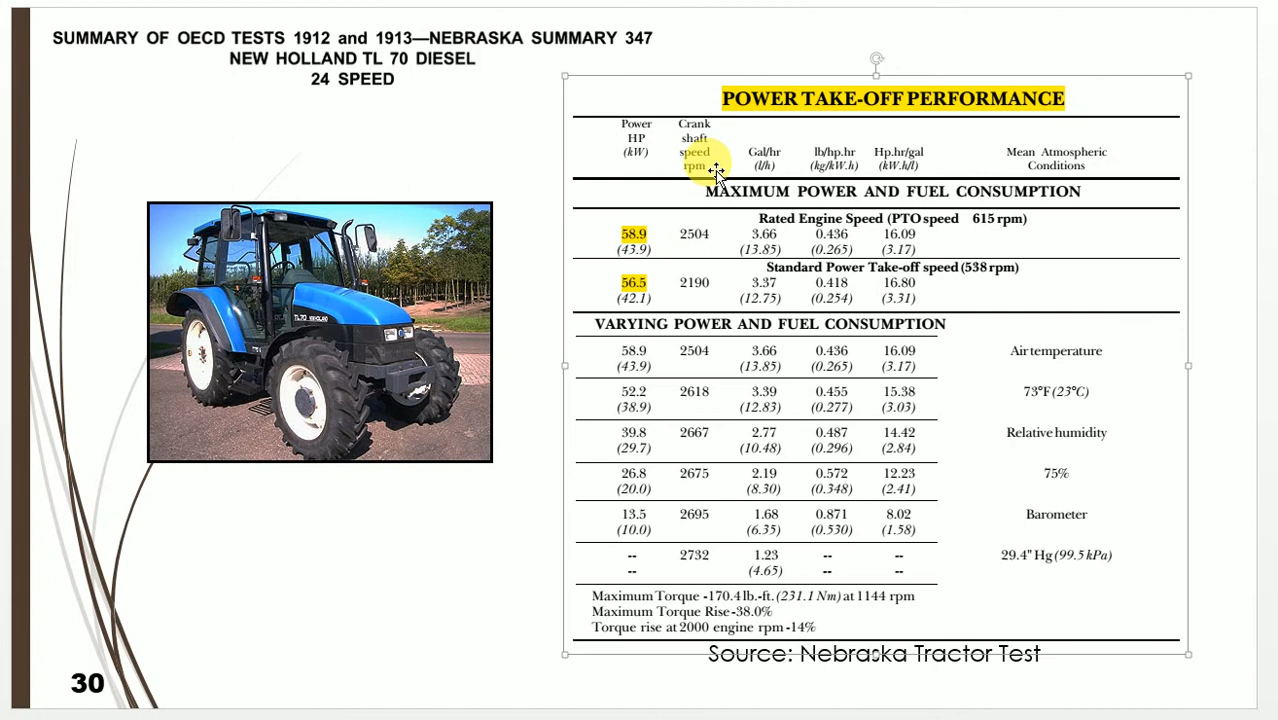 SUMMARY OF OECD TESTS 1912 and 1913—NEBRASKA SUMMARY 347
NEW HOLLAND TL 70 DIESEL
24 SPEED
POWER TAKE-OFF PERFORMANCE
Power HP (kW) Crank shaft speed rpm Gal/hr (l/h) lb/hp.hr (kg/kW.h) Hp.hr/gal (kW.h/l) Mean Atmospheric Conditions
MAXIMUM POWER AND FUEL CONSUMPTION
Rated Engine Speed (PTO speed 615 rpm)
58.9 2504 3.66 0.436 16.09
(43.9) (13.85) (0.265) (3.17)
Standard Power Take-off speed (538 rpm)
56.5 2190 3.37 0.418 16.80
(42.1) (12.75) (0.254) (3.31)
VARYING POWER AND FUEL CONSUMPTION
58.9 2504 3.66 0.436 16.09 Air temperature
(43.9) (13.85) (0.265) (3.17)
52.2 2618 3.39 0.455 15.38 73°F (23°C)
(38.9) (12.83) (0.277) (3.03)
39.8 2667 2.77 0.487 14.42 Relative humidity
(29.7) (10.48) (0.296) (2.84)
26.8 2675 2.19 0.572 12.23 75%
(20.0) (8.30) (0.348) (2.41)
13.5 2695 1.68 0.871 8.02 Barometer
(10.0) (6.35) (0.530) (1.58)
-- 2732 1.23 -- -- 29.4" Hg (99.5 kPa)
-- (4.65) -- --
Maximum Torque -170.4 lb.-ft. (231.1 Nm) at 1144 rpm
Maximum Torque Rise -38.0%
Torque rise at 2000 engine rpm -14%
Source: Nebraska Tractor Test
TL70 NEW HOLLAND
30